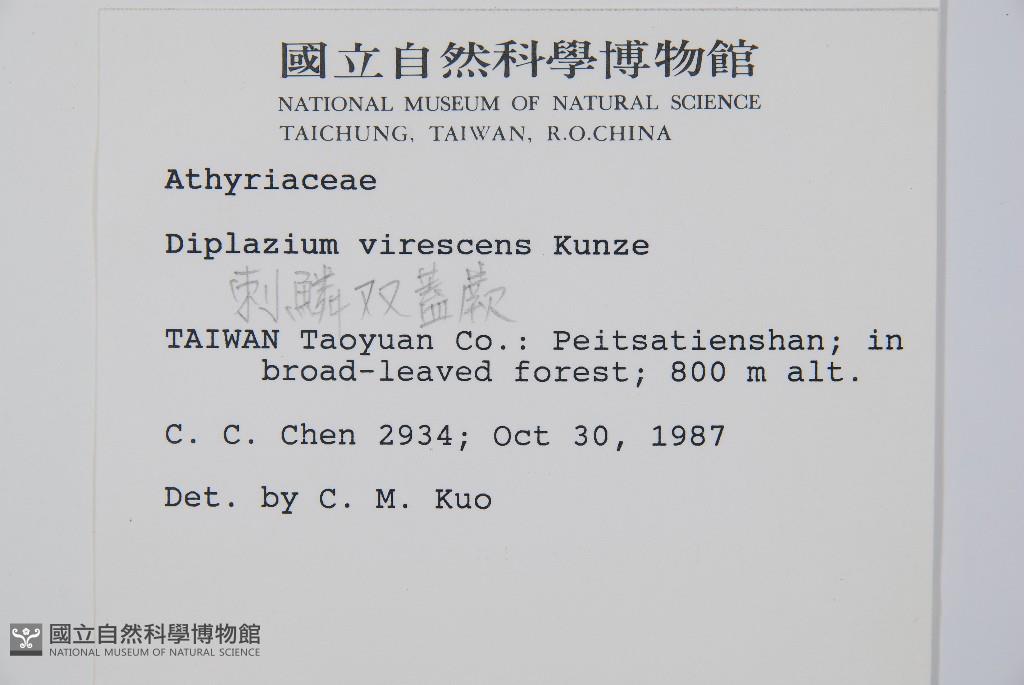 國立自然科學博物館
NATIONAL MUSEUM OF NATURAL SCIENCE
TAICHUNG, TAIWAN, R.O.CHINA
Athyriaceae
Diplazium virescens Kunze
刺鱗双蓋蕨
TAIWAN Taoyuan Co.: Peitsatienshan; in
broad-leaved forest; 800 m alt.
C. C. Chen 2934; Oct 30, 1987
Det. by C. M. Kuo
國立自然科學博物館
NATIONAL MUSEUM OF NATURAL SCIENCE